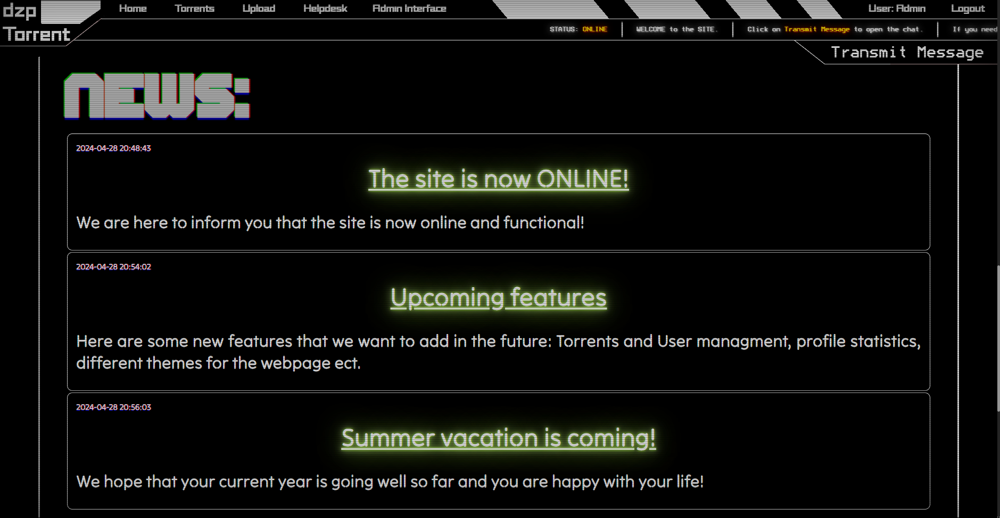 dzp
Torrent
Home Torrents Upload Helpdesk Admin Interface User: Admin Logout
STATUS: ONLINE WELCOME to the SITE. Click on Transmit Message to open the chat. If you need
Transmit Message
NEWS:
2024-04-28 20:48:43
The site is now ONLINE!
We are here to inform you that the site is now online and functional!
2024-04-28 20:54:02
Upcoming features
Here are some new features that we want to add in the future: Torrents and User managment, profile statistics,
different themes for the webpage ect.
2024-04-28 20:56:03
Summer vacation is coming!
We hope that your current year is going well so far and you are happy with your life!